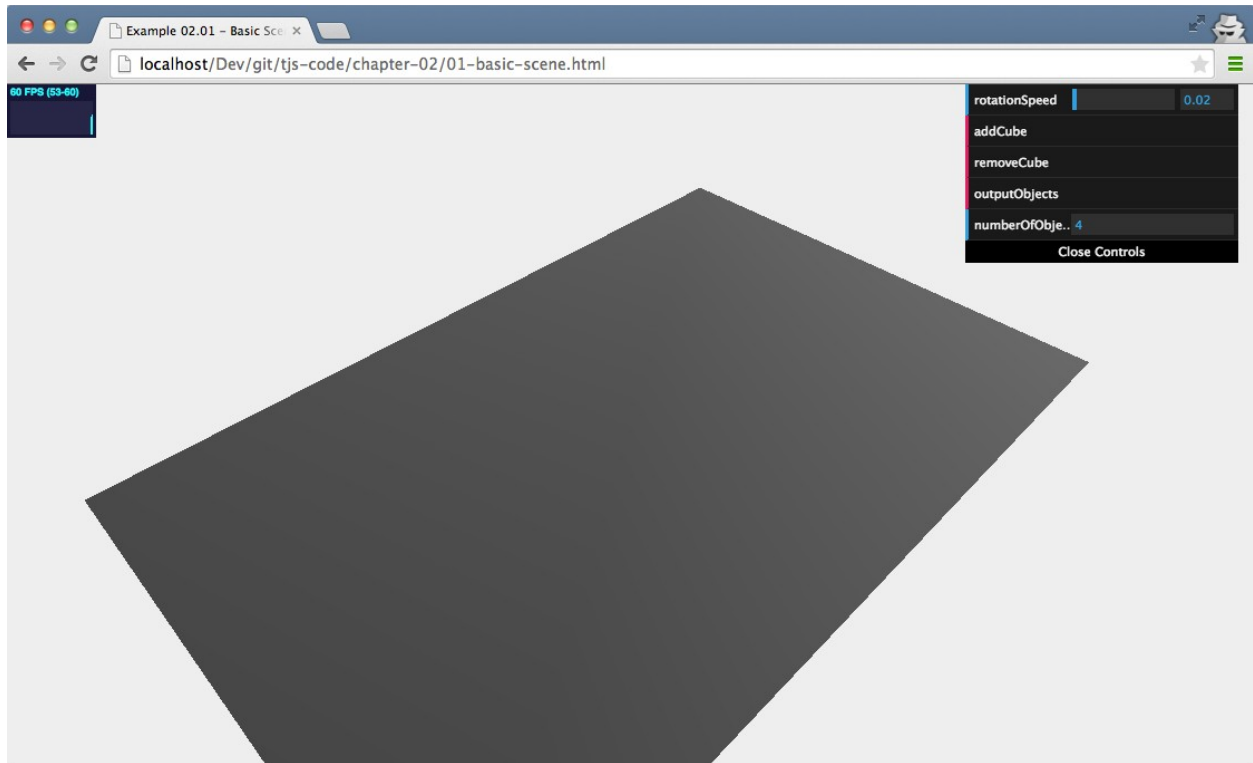 Example 02.01 – Basic Sce
localhost/Dev/git/tjs-code/chapter-02/01-basic-scene.html
60 FPS (53-60)
rotationSpeed 0.02
addCube
removeCube
outputObjects
numberOfObje.. 4
Close Controls